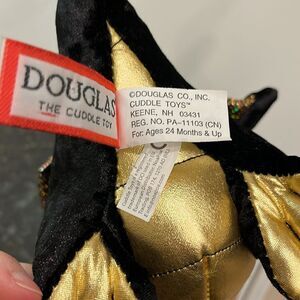 DOUGLAS
THE CUDDLE TOY
©DOUGLAS CO., INC.
CUDDLE TOYS™
KEENE, NH 03431
REG. NO. PA-11103 (CN)
For: Ages 24 Months & Up